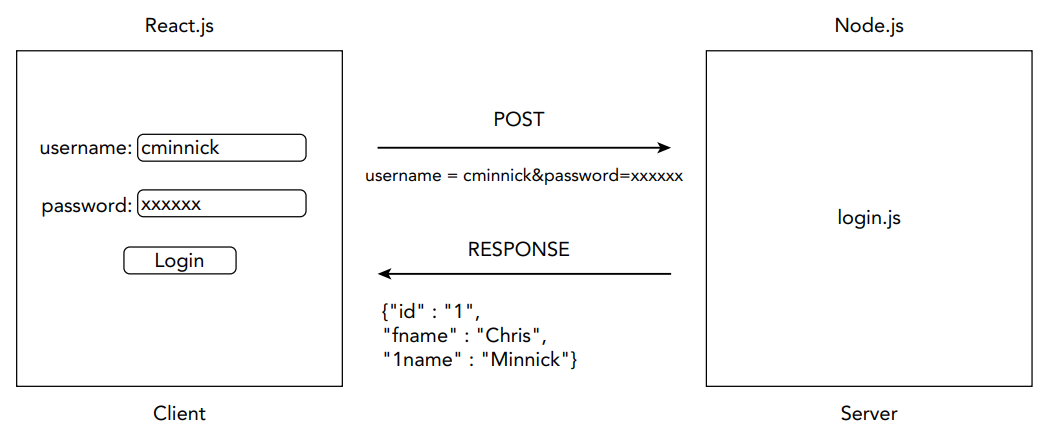 React.js
Node.js
username: cminnick
password: xxxxxx
Login
POST
username = cminnick&password=xxxxxx
RESPONSE
{"id" : "1",
"fname" : "Chris",
"1name" : "Minnick"}
login.js
Client
Server